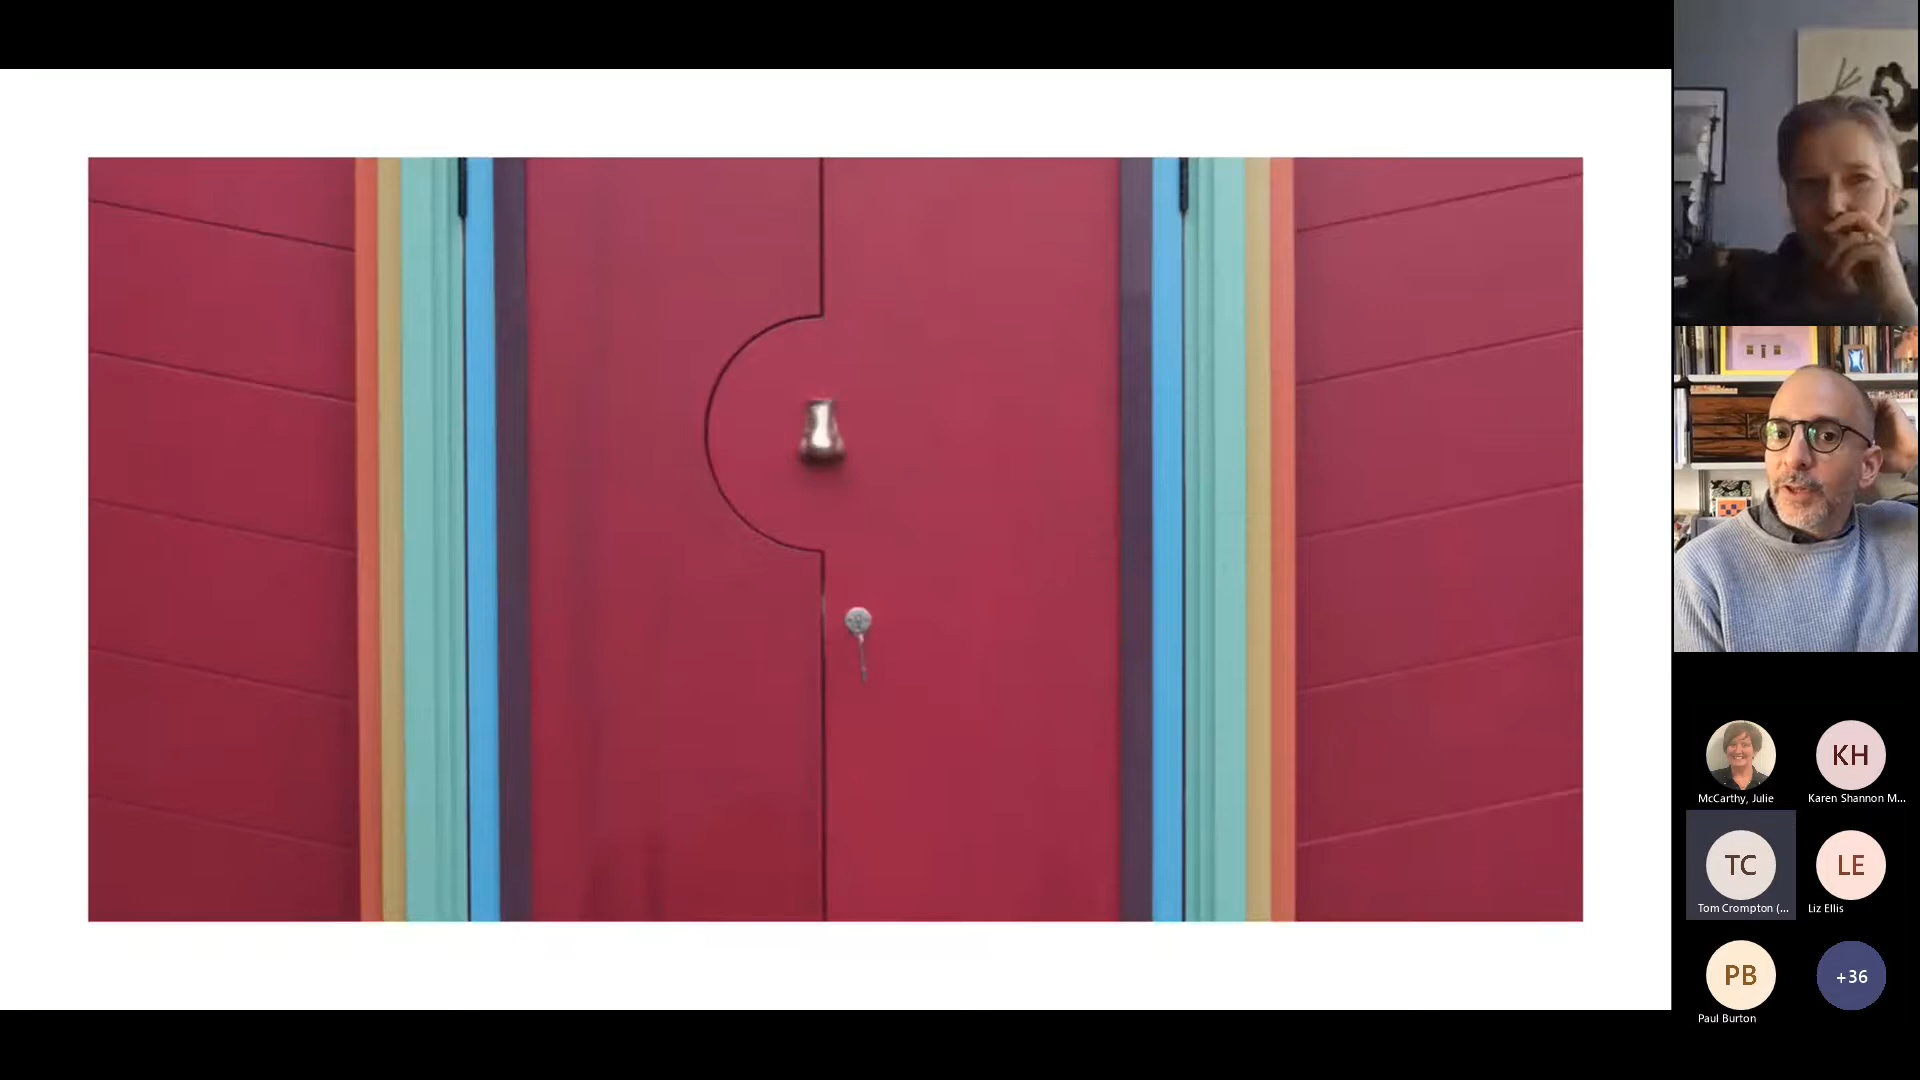 McCarthy, Julie
KH
Karen Shannon M...
TC
Tom Crompton (...
LE
Liz Ellis
PB
Paul Burton
+36